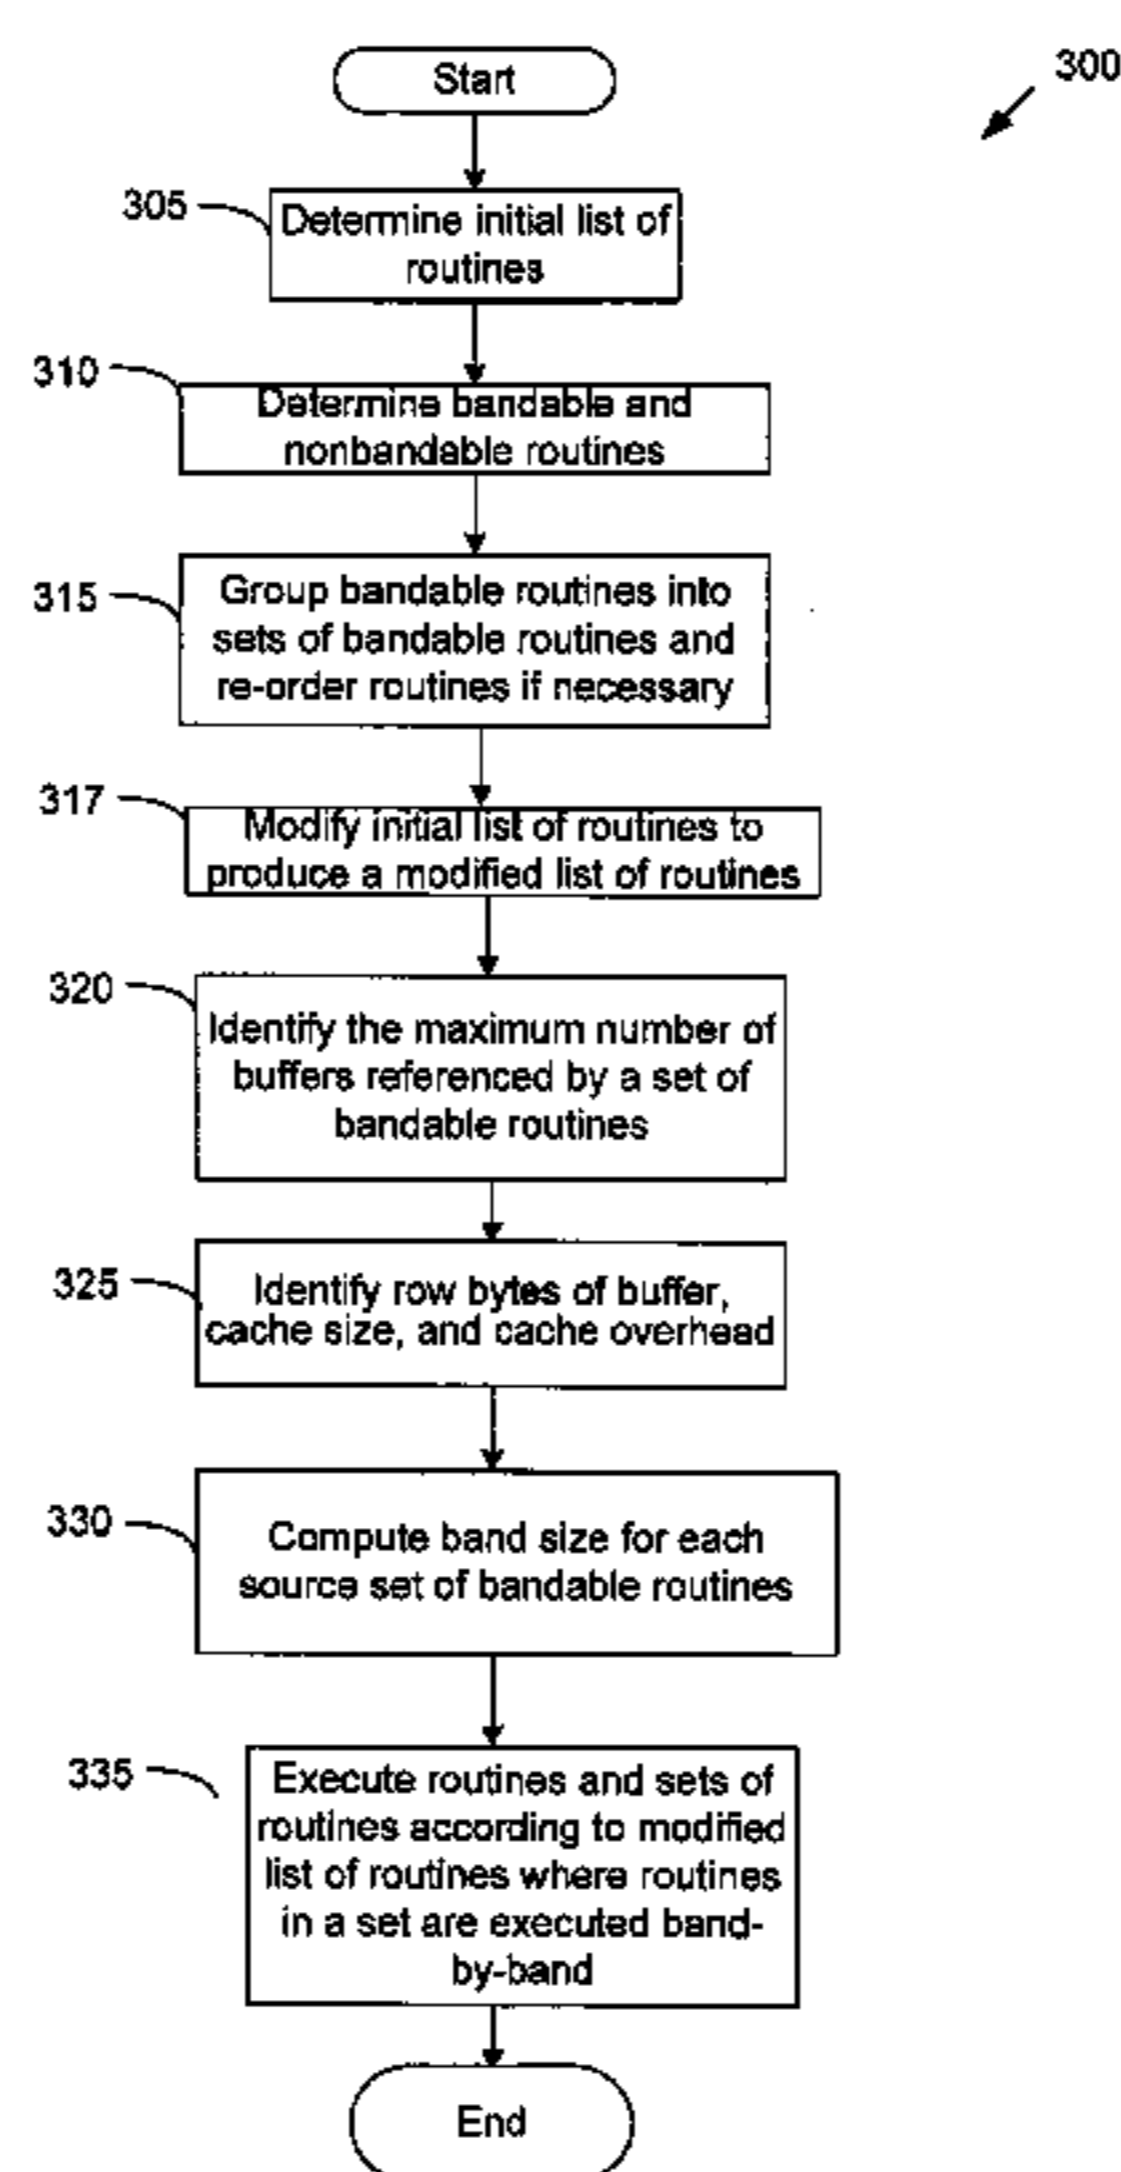 Start
300
305
Determine initial list of
routines
310
Determine bandable and
nonbandable routines
315
Group bandable routines into
sets of bandable routines and
re-order routines if necessary
317
Modify initial list of routines to
produce a modified list of routines
320
Identify the maximum number of
buffers referenced by a set of
bandable routines
325
Identify row bytes of buffer,
cache size, and cache overhead
330
Compute band size for each
source set of bandable routines
335
Execute routines and sets of
routines according to modified
list of routines where routines
in a set are executed band-
by-band
End